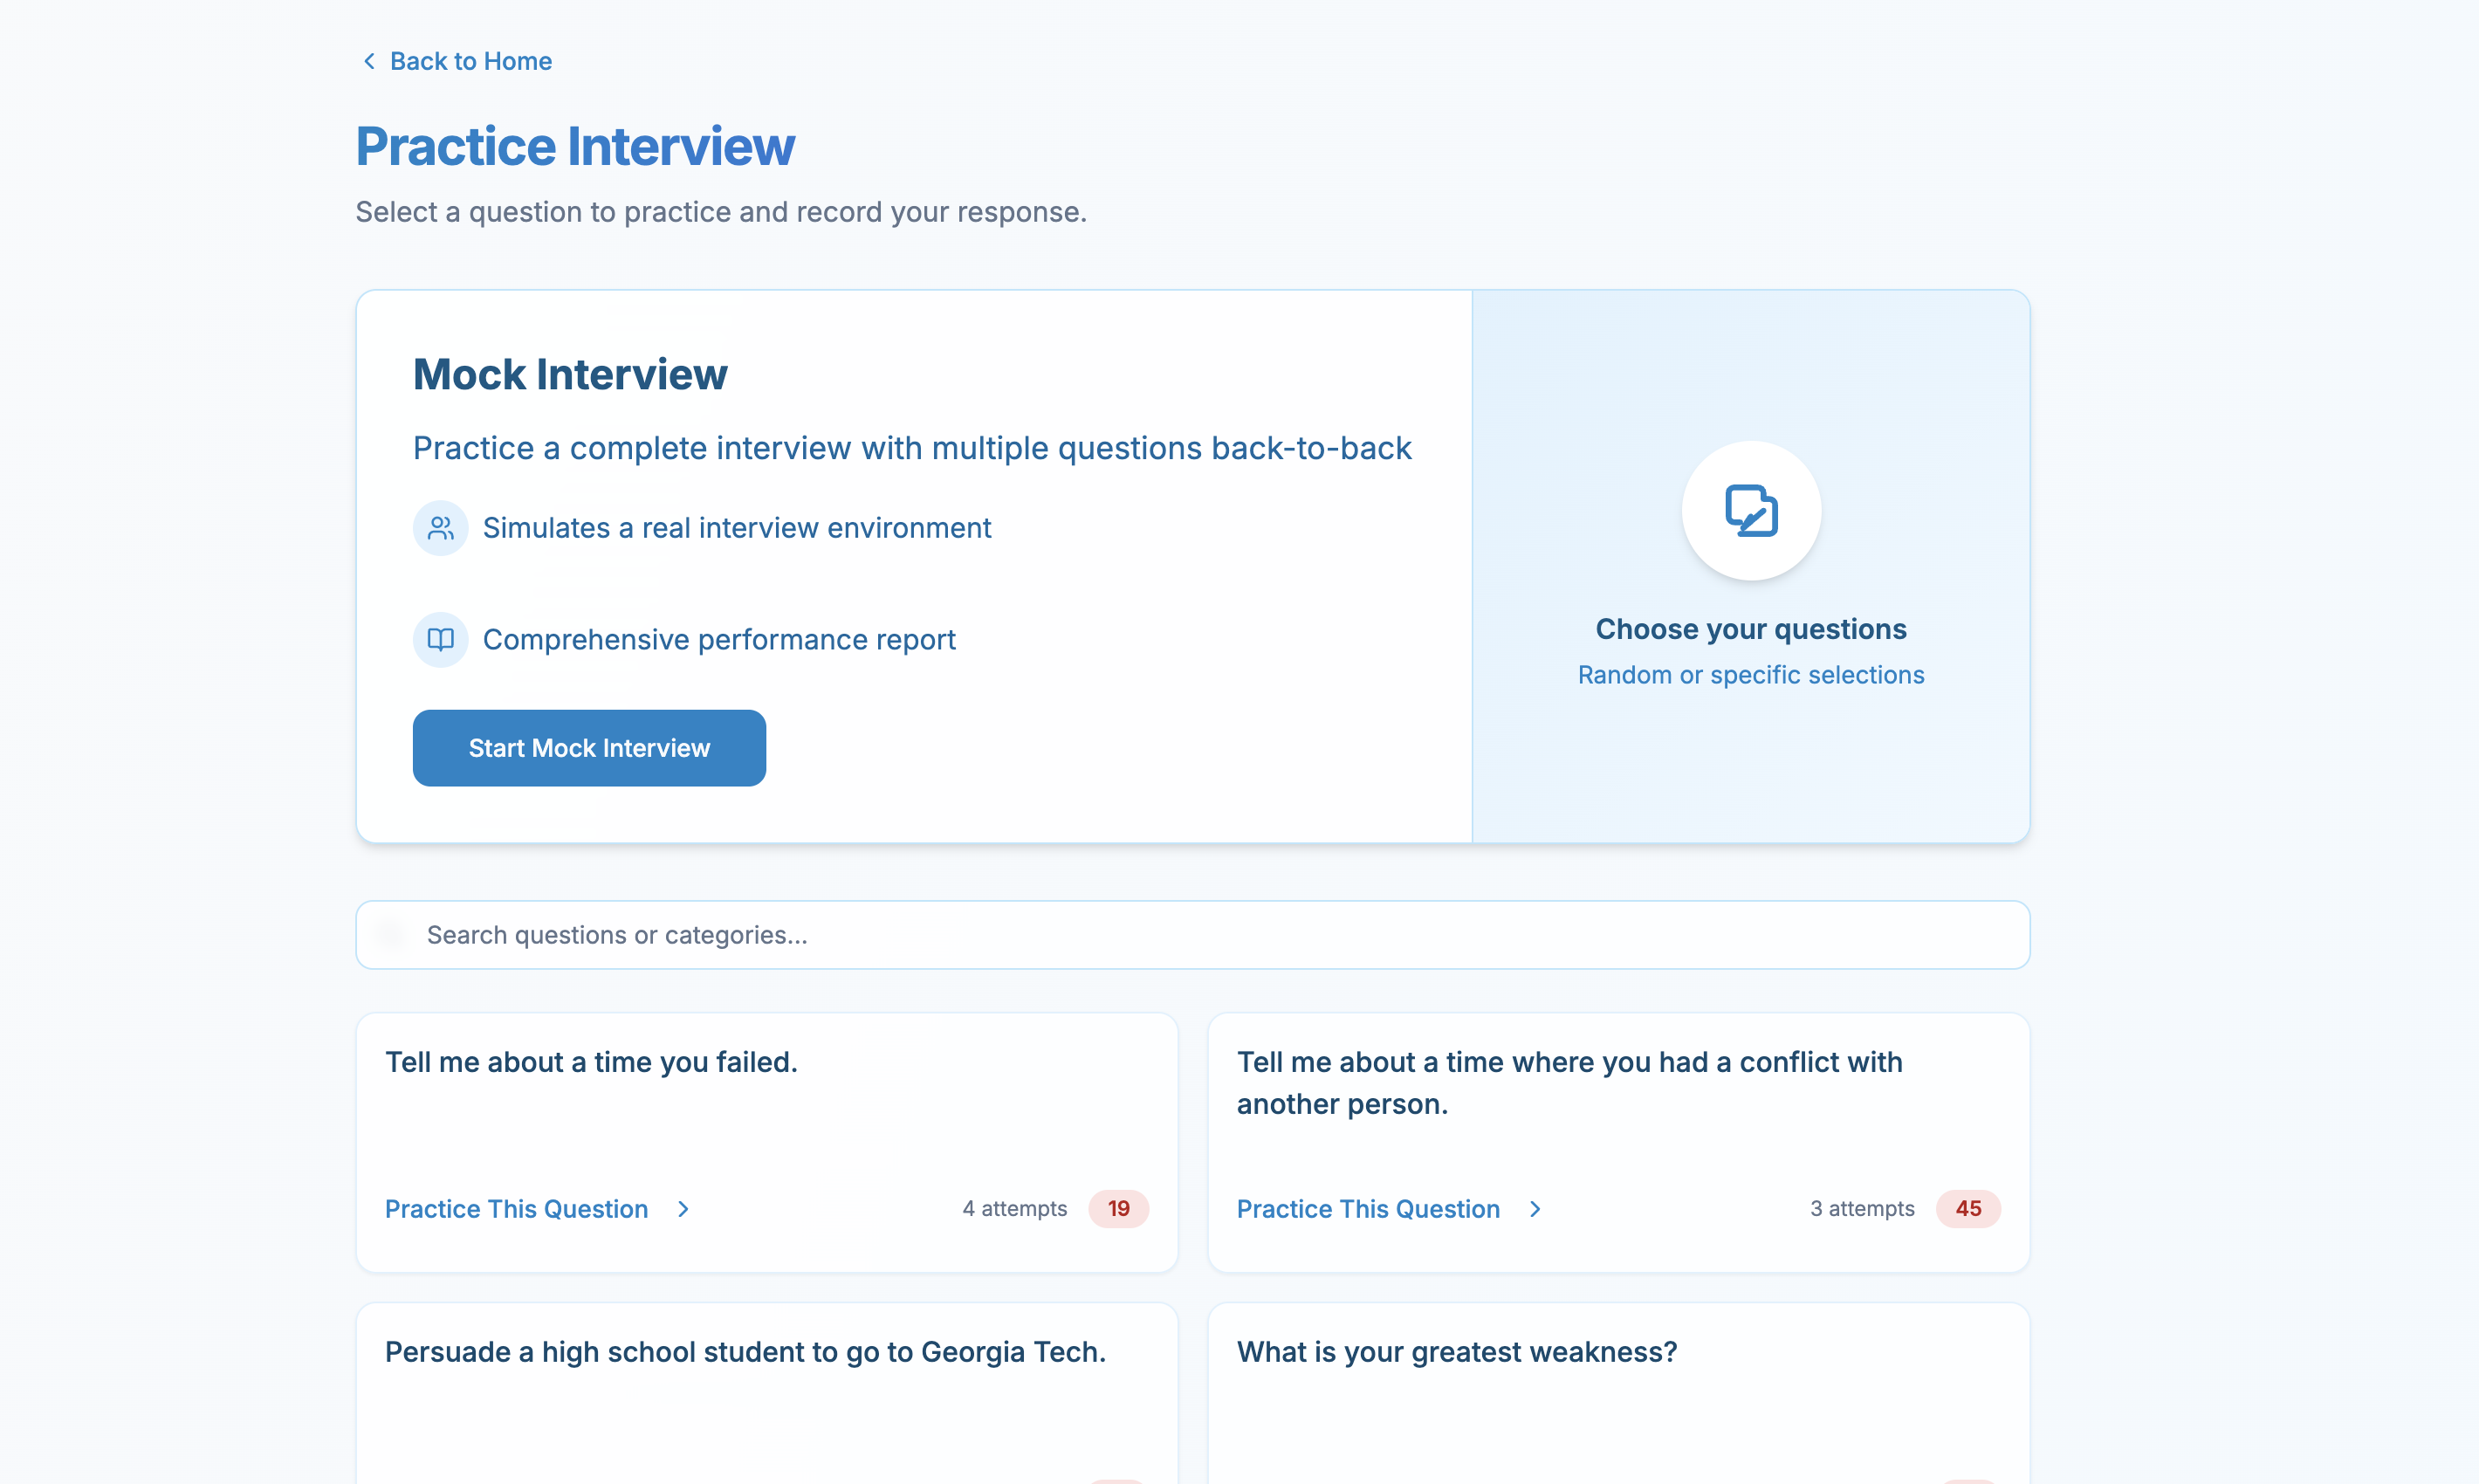 Back to Home
Practice Interview
Select a question to practice and record your response.
Mock Interview
Practice a complete interview with multiple questions back-to-back
Simulates a real interview environment
Comprehensive performance report
Start Mock Interview
Choose your questions
Random or specific selections
Search questions or categories...
Tell me about a time you failed.
Practice This Question
4 attempts 19
Tell me about a time where you had a conflict with
another person.
Practice This Question
3 attempts 45
Persuade a high school student to go to Georgia Tech.
What is your greatest weakness?